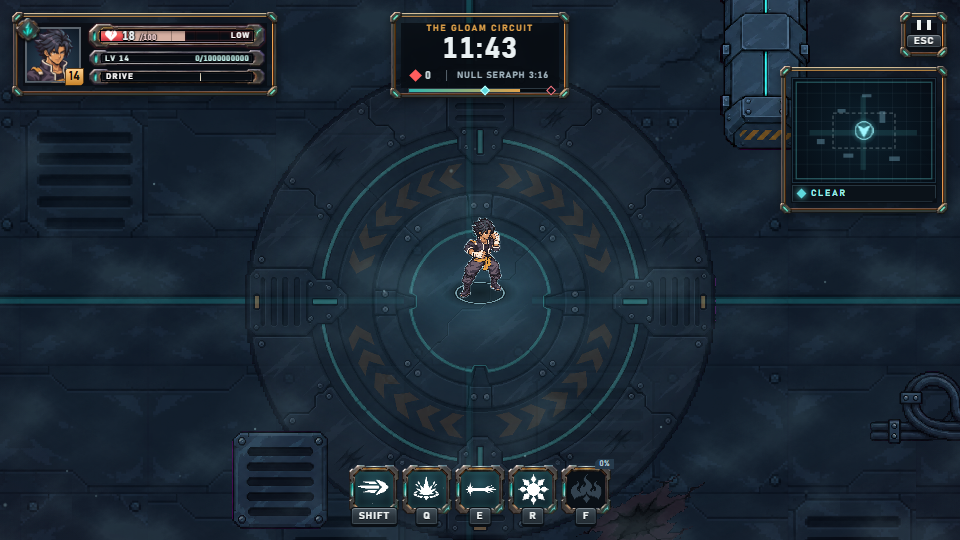 18/100 LOW
LV 14 0/1000000000
14
DRIVE
THE GLOAM CIRCUIT
11:43
0 NULL SERAPH 3:16
ESC
CLEAR
0%
SHIFT Q E R F